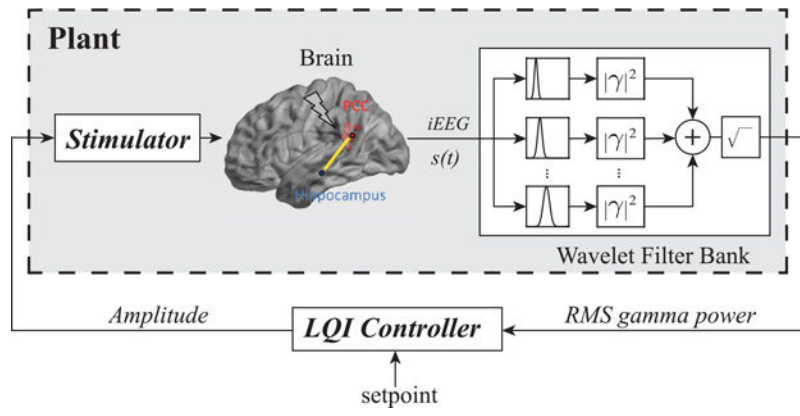 Plant
Brain
PCC
Stimulator
Hippocampus
iEEG
s(t)
|γ|²
|γ|²
⋮ ⋮
|γ|²
+
√‾
Wavelet Filter Bank
Amplitude
LQI Controller
RMS gamma power
setpoint